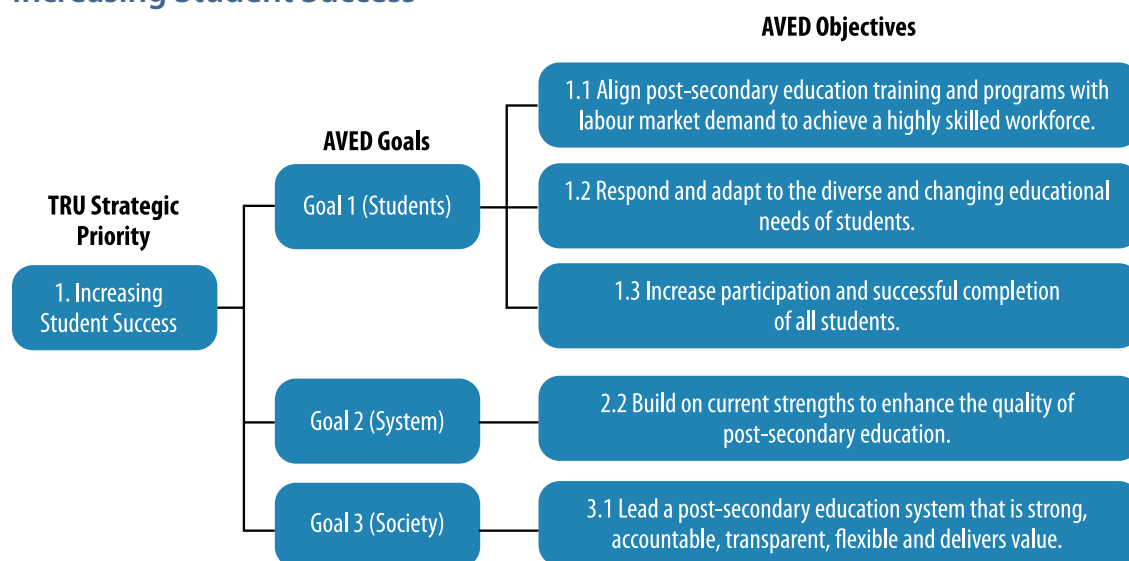 Increasing Student Success
AVED Objectives
1.1 Align post-secondary education training and programs with
labour market demand to achieve a highly skilled workforce.
AVED Goals
Goal 1 (Students)
1.2 Respond and adapt to the diverse and changing educational
needs of students.
TRU Strategic
Priority
1. Increasing
Student Success
1.3 Increase participation and successful completion
of all students.
Goal 2 (System)
2.2 Build on current strengths to enhance the quality of
post-secondary education.
Goal 3 (Society)
3.1 Lead a post-secondary education system that is strong,
accountable, transparent, flexible and delivers value.